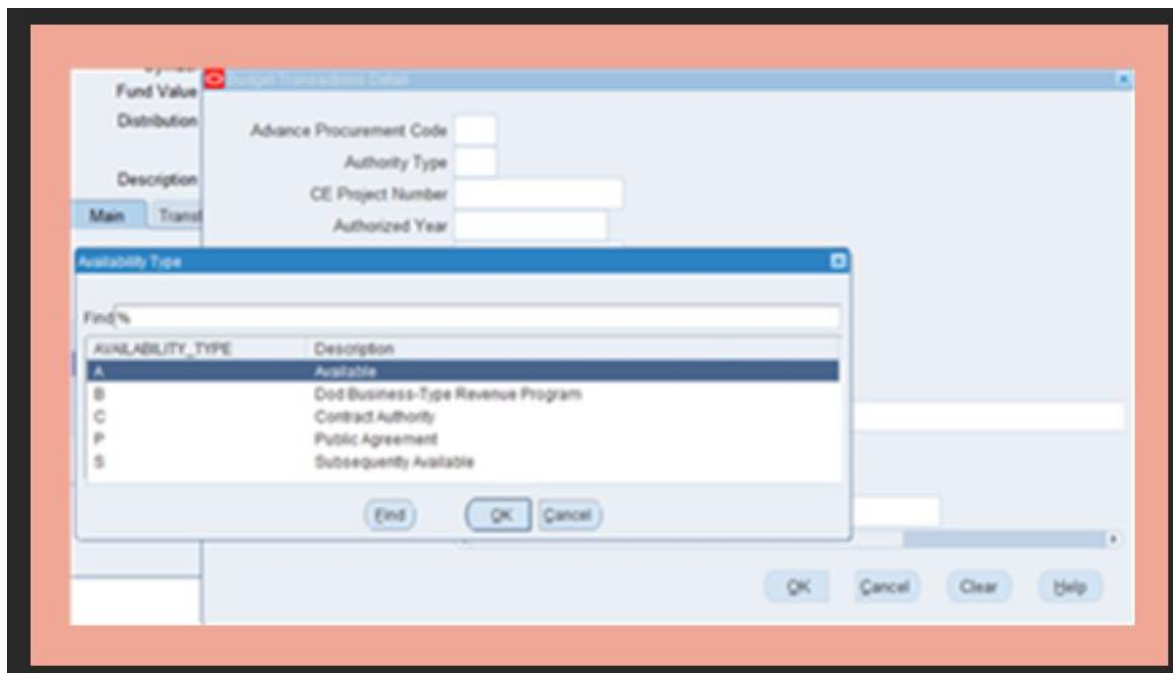 Symbol
Budget Transactions Detail
Fund Value
Distribution
Advance Procurement Code
Authority Type
Description
CE Project Number
Main Transf
Authorized Year
Availability Type
Find %
AVAILABILITY_TYPE Description
A Available
B Dod Business-Type Revenue Program
C Contract Authority
P Public Agreement
S Subsequently Available
Find OK Cancel
OK Cancel Clear Help